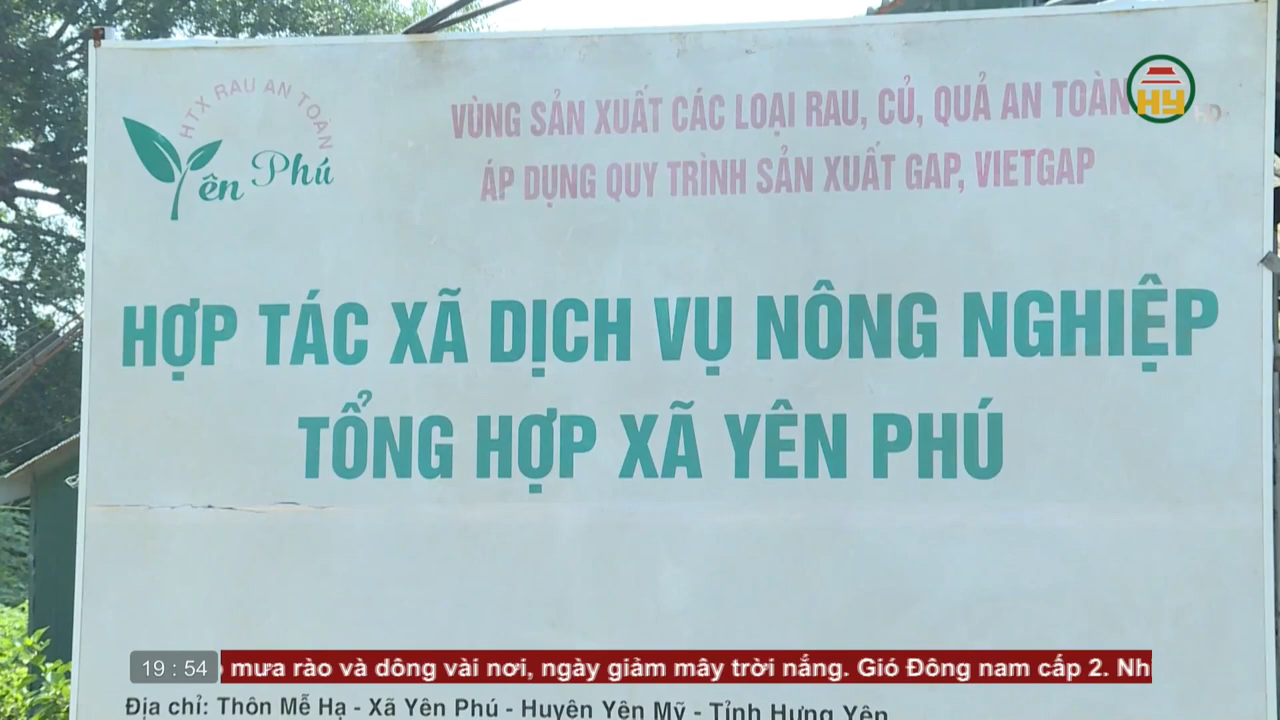 HTX RAU AN TOÀN
Yên Phú
VÙNG SẢN XUẤT CÁC LOẠI RAU, CỦ, QUẢ AN TOÀN
ÁP DỤNG QUY TRÌNH SẢN XUẤT GAP, VIETGAP
HY
HD
HỢP TÁC XÃ DỊCH VỤ NÔNG NGHIỆP
TỔNG HỢP XÃ YÊN PHÚ
19 : 54
mưa rào và dông vài nơi, ngày giảm mây trời nắng. Gió Đông nam cấp 2. Nh
Địa chỉ: Thôn Mễ Hạ - Xã Yên Phú - Huyện Yên Mỹ - Tỉnh Hưng Yên